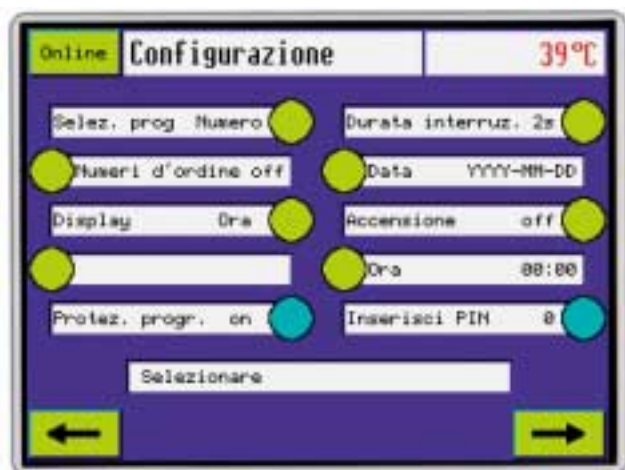 Online Configurazione 39°C
Selez. prog Numero
Durata interruz. 2s
Numeri d'ordine off
Data YYYY-MM-DD
Display Ora
Accensione off
Ora 00:00
Protez. progr. on
Inserisci PIN 0
Selezionare